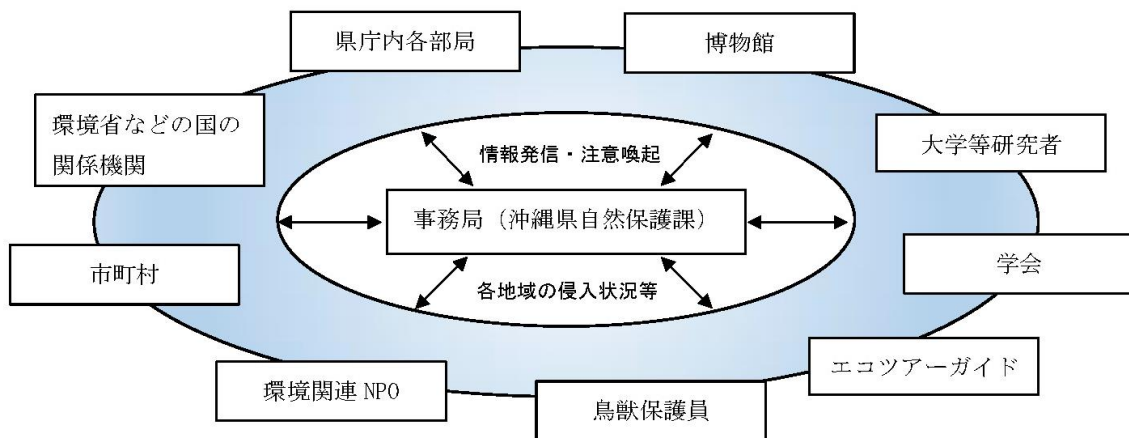 県庁内各部局
博物館
環境省などの国の
関係機関
大学等研究者
情報発信・注意喚起
事務局（沖縄県自然保護課）
市町村
学会
各地域の侵入状況等
エコツアーガイド
環境関連 NPO
鳥獣保護員